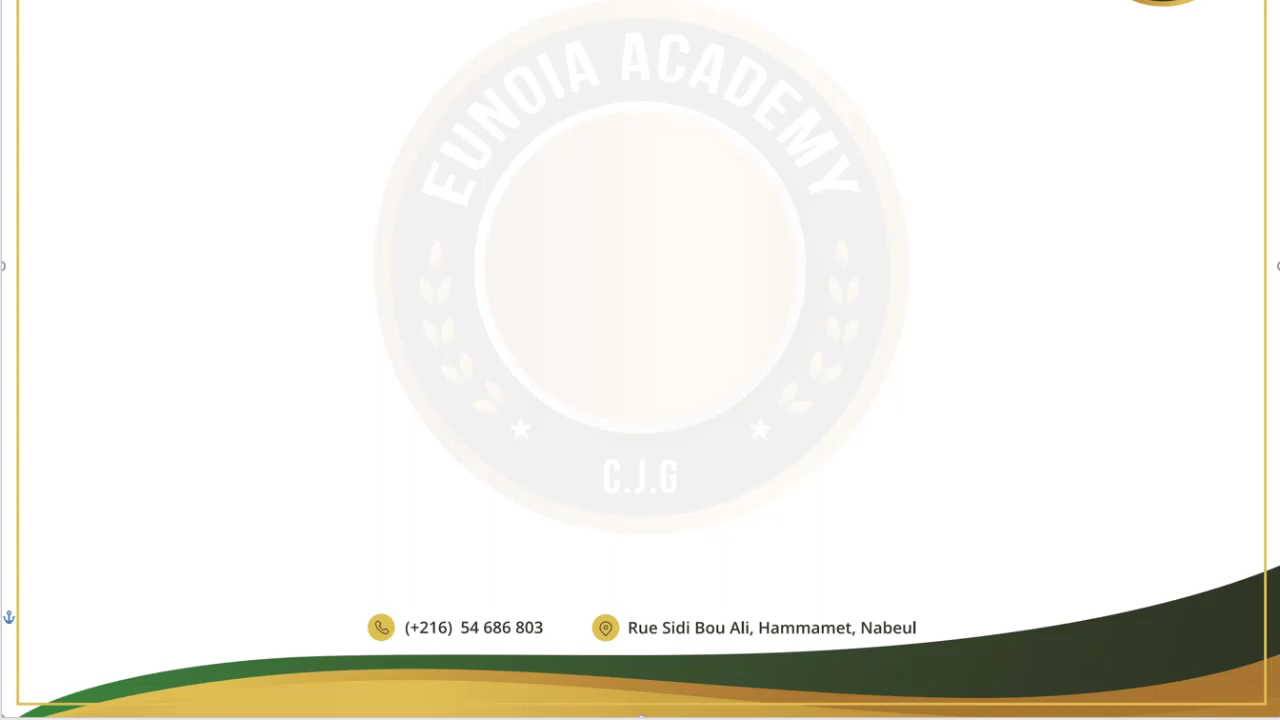 EUNOIA ACADEMY
C.J.G
(+216) 54 686 803
Rue Sidi Bou Ali, Hammamet, Nabeul